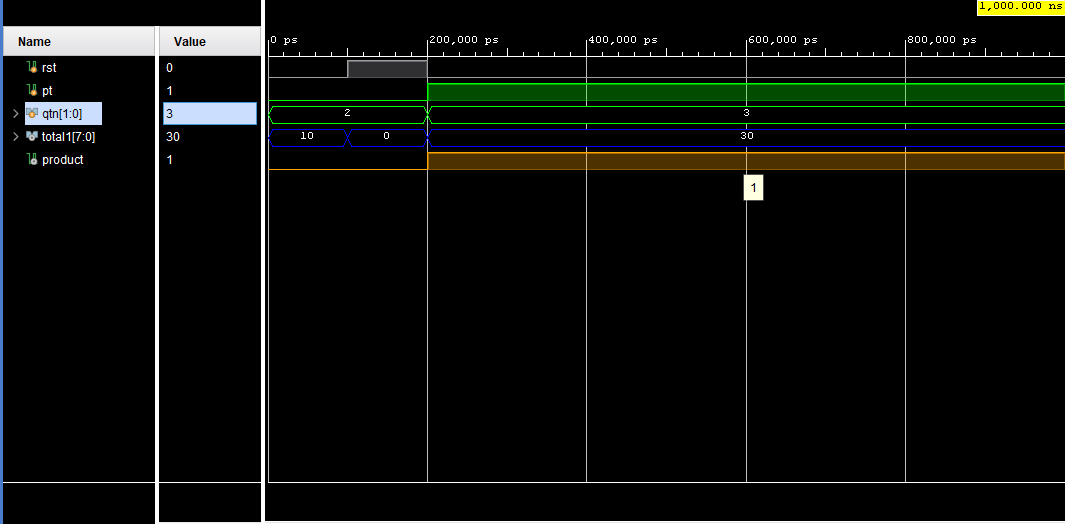 1,000.000 ns
Name Value
0 ps 200,000 ps 400,000 ps 600,000 ps 800,000 ps
rst 0
pt 1
qtn[1:0] 3 2 3
total1[7:0] 30 10 0 30
product 1
1